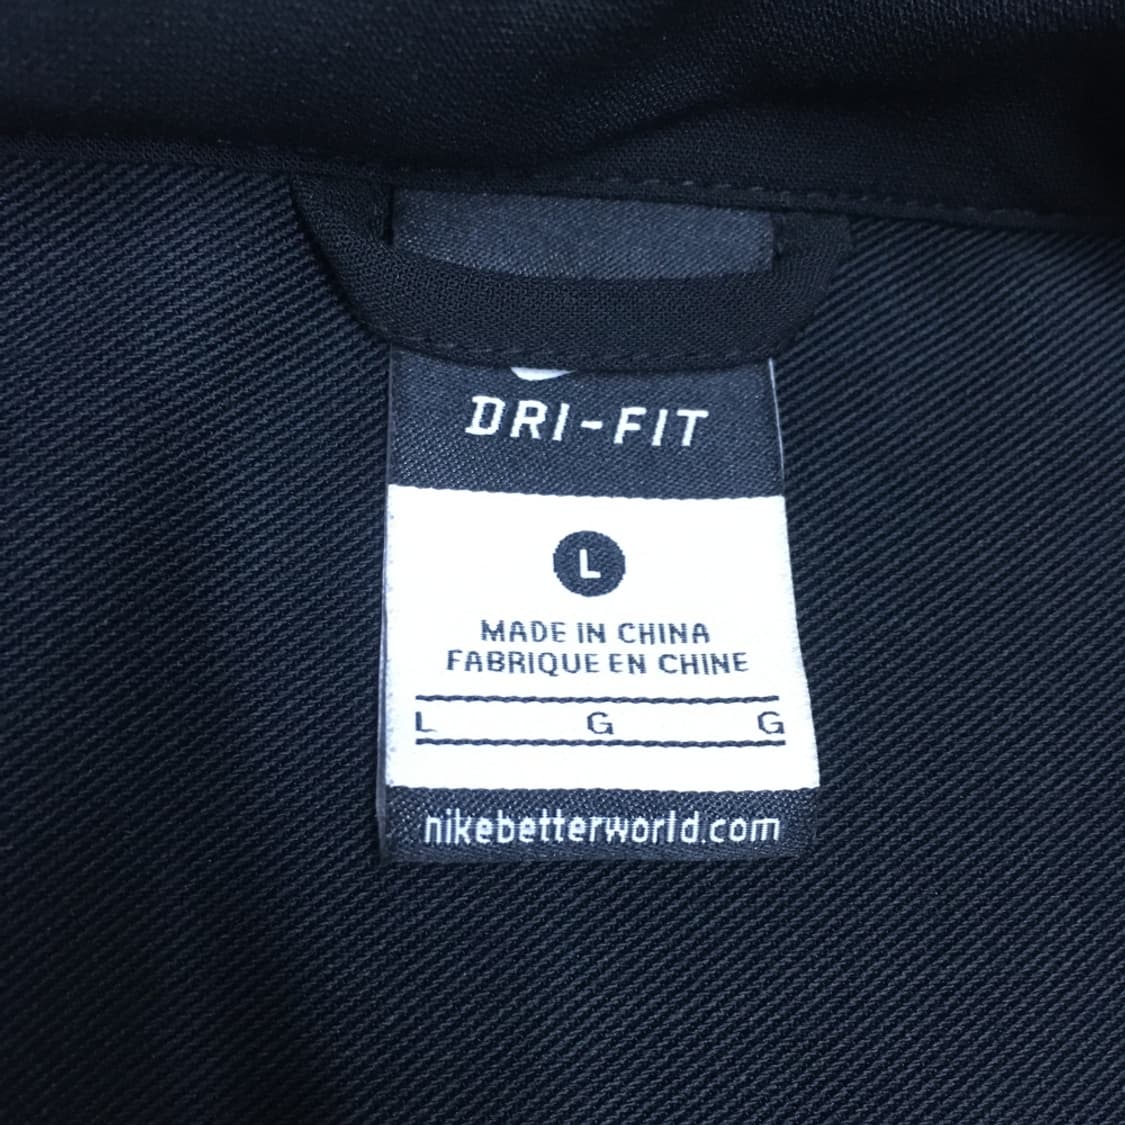 DRI-FIT
L
MADE IN CHINA
FABRIQUE EN CHINE
L G G
nikebetterworld.com